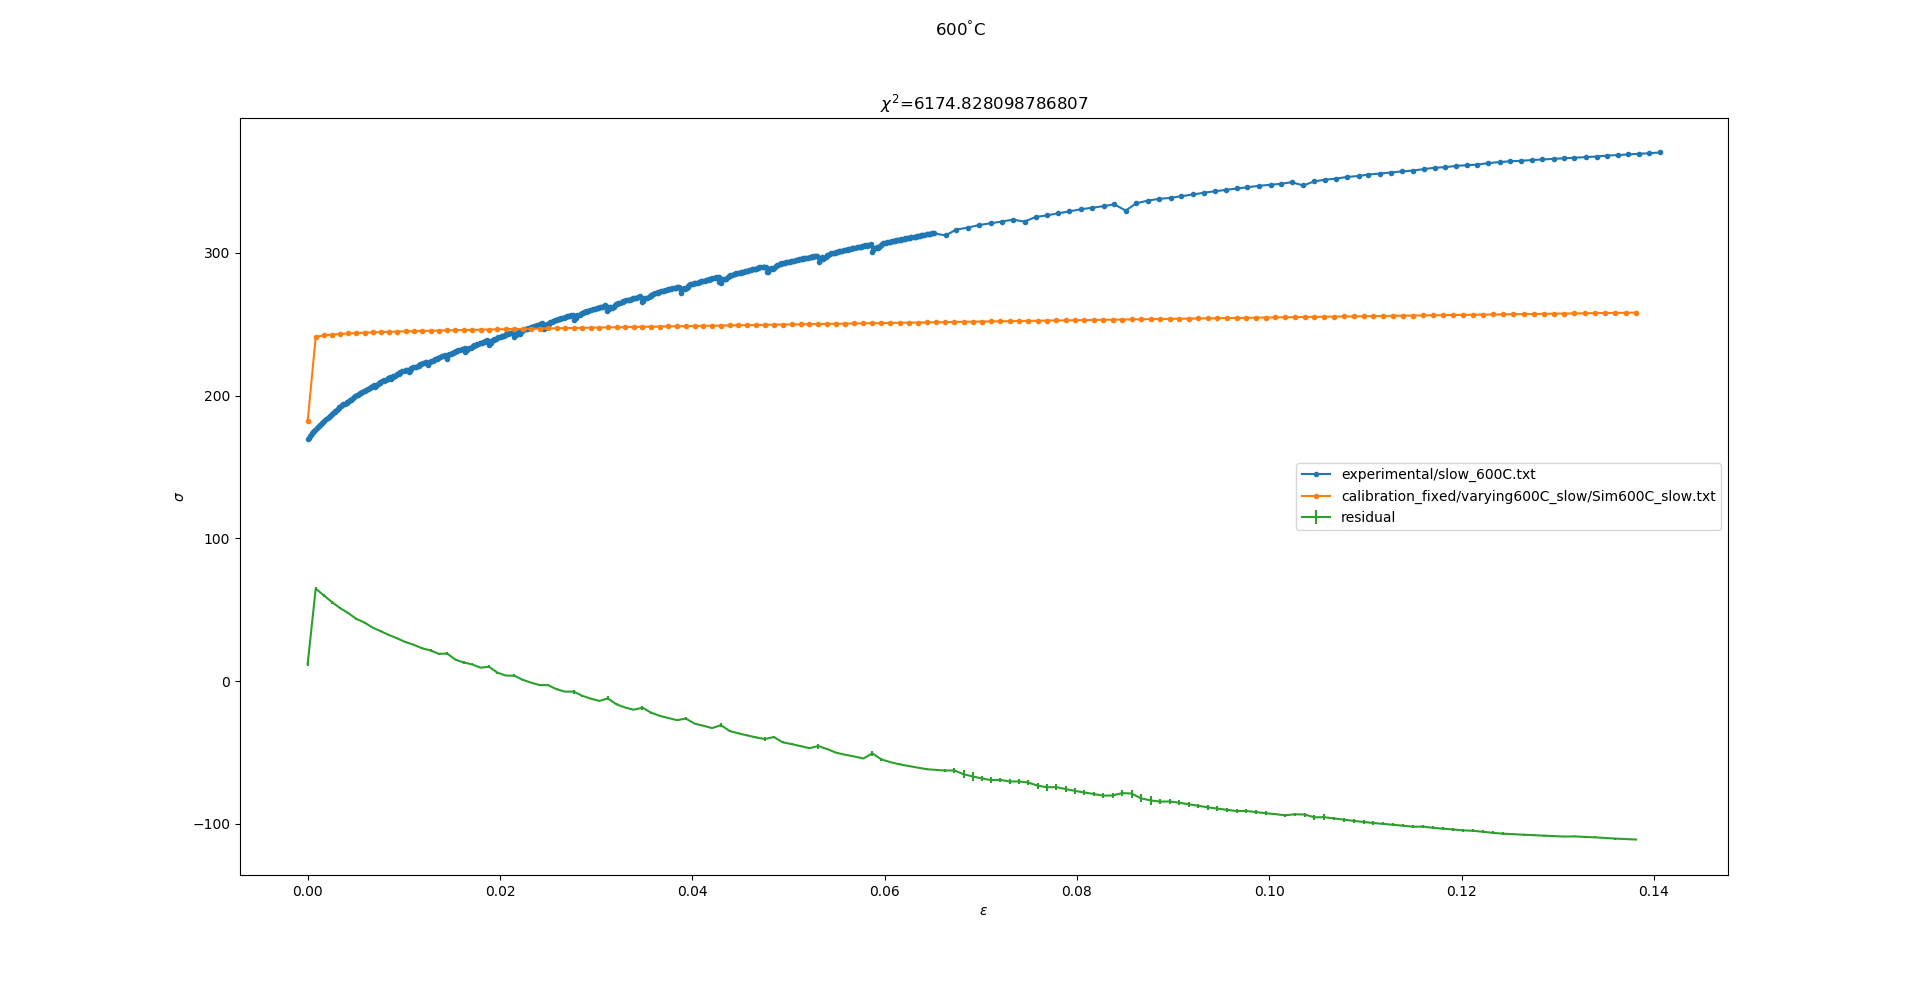 600°C
χ²=6174.828098786807
300
200
100
0
−100
σ
experimental/slow_600C.txt
calibration_fixed/varying600C_slow/Sim600C_slow.txt
residual
0.00 0.02 0.04 0.06 0.08 0.10 0.12 0.14
ε